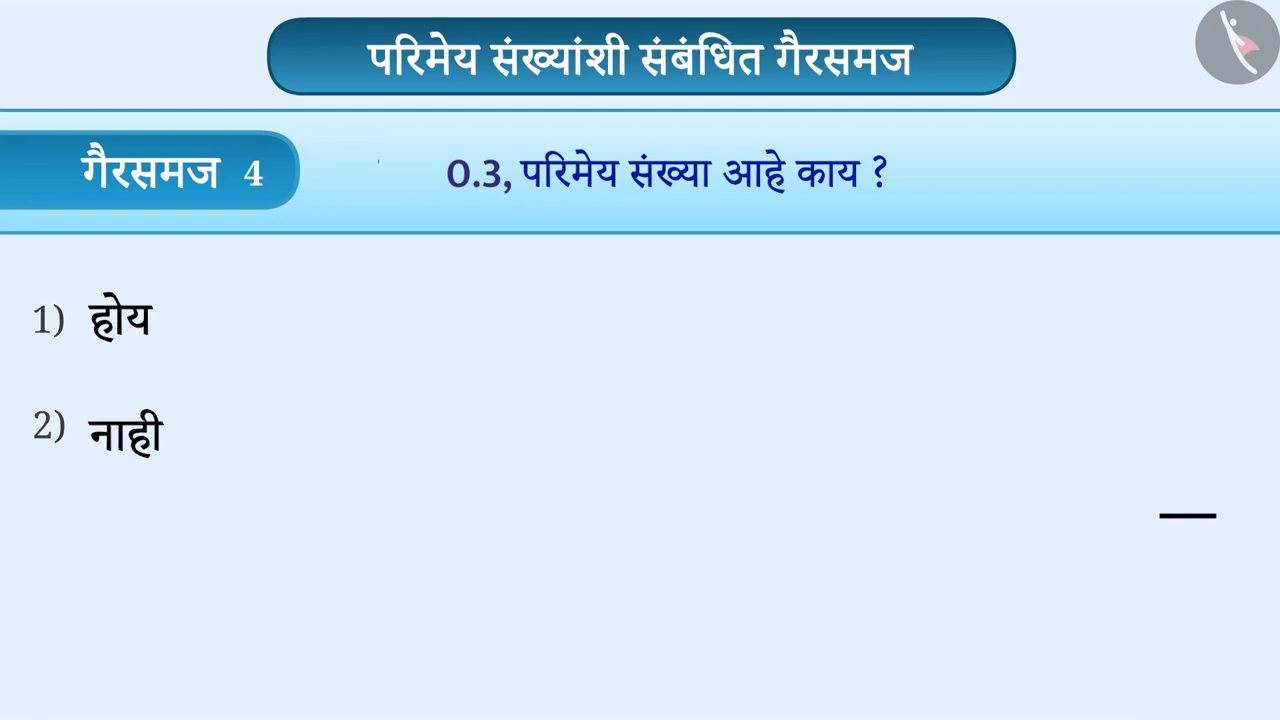 परिमेय संख्यांशी संबंधित गैरसमज
गैरसमज 4
0.3, परिमेय संख्या आहे काय ?
1) होय
2) नाही